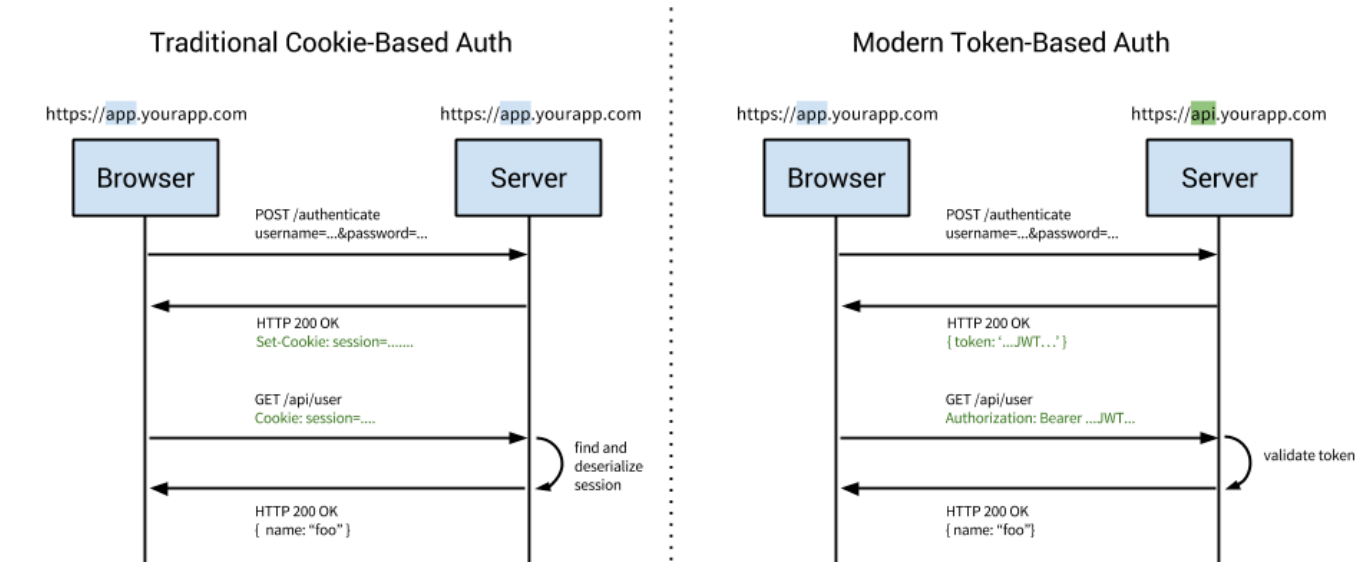 Traditional Cookie-Based Auth
https://app.yourapp.com
https://app.yourapp.com
Browser
Server
POST /authenticate
username=...&password=...
HTTP 200 OK
Set-Cookie: session=.......
GET /api/user
Cookie: session=....
find and
deserialize
session
HTTP 200 OK
{ name: “foo” }
Modern Token-Based Auth
https://app.yourapp.com
https://api.yourapp.com
Browser
Server
POST /authenticate
username=...&password=...
HTTP 200 OK
{ token: ‘...JWT...’ }
GET /api/user
Authorization: Bearer ...JWT...
validate token
HTTP 200 OK
{ name: “foo”}